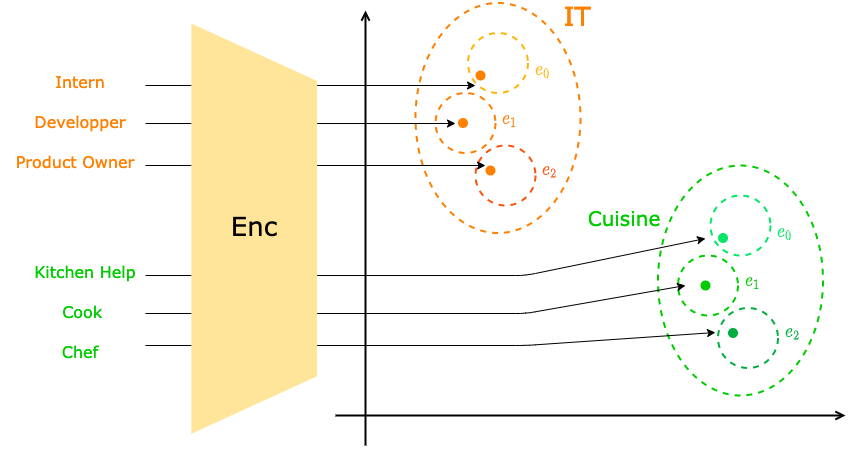 IT
Intern
e0
Developper
e1
Product Owner
e2
Enc
Cuisine
e0
Kitchen Help
e1
Cook
e2
Chef